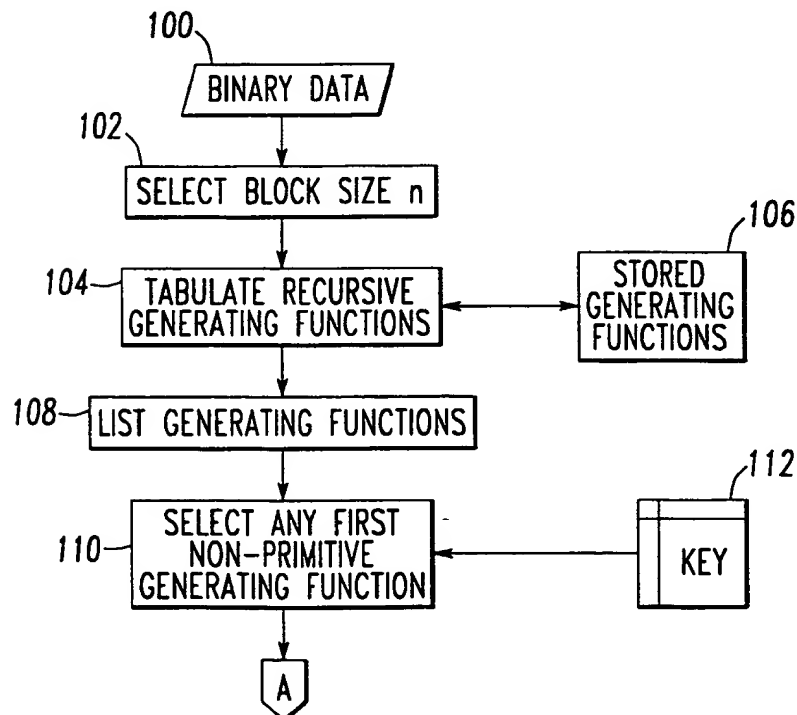 100
BINARY DATA
102
SELECT BLOCK SIZE n
104
TABULATE RECURSIVE
GENERATING FUNCTIONS
106
STORED
GENERATING
FUNCTIONS
108
LIST GENERATING FUNCTIONS
110
SELECT ANY FIRST
NON-PRIMITIVE
GENERATING FUNCTION
112
KEY
A